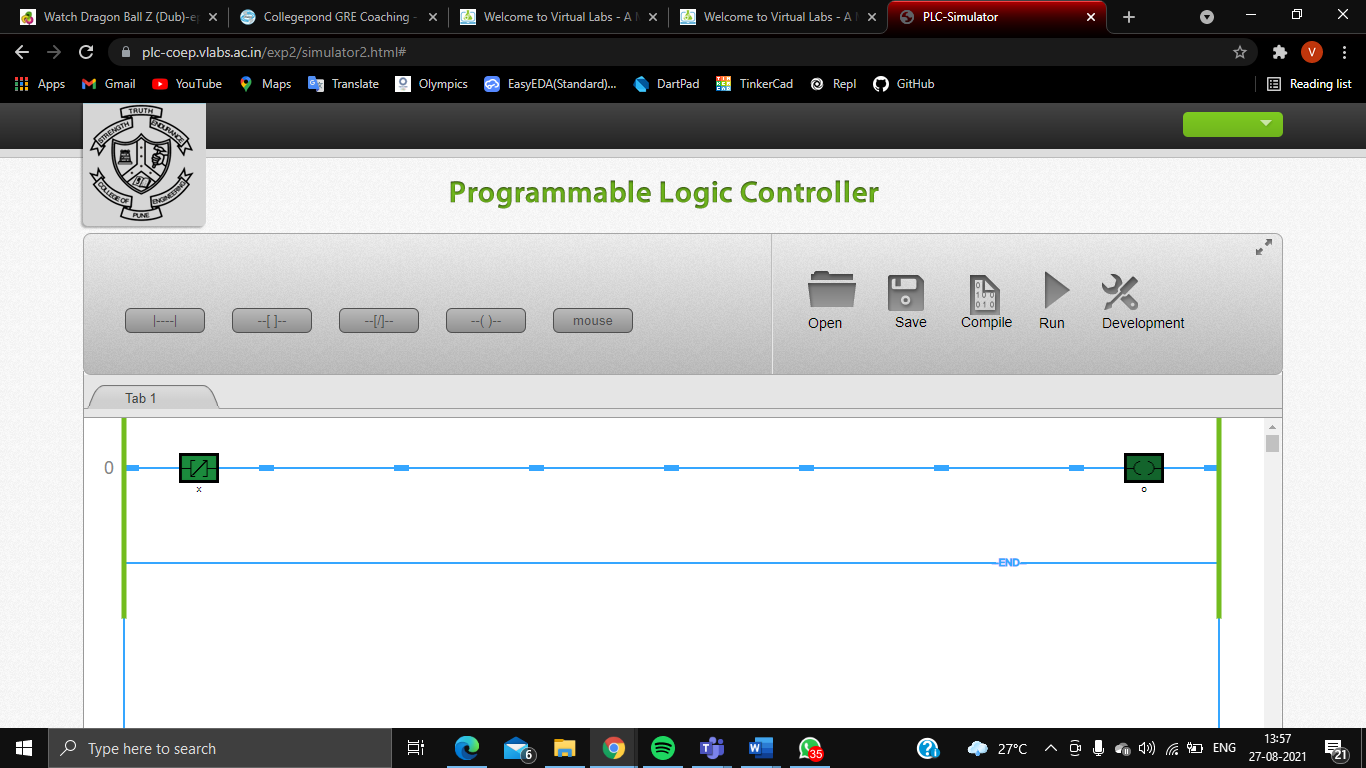 Watch Dragon Ball Z (Dub)-ep
Collegepond GRE Coaching -
Welcome to Virtual Labs - A M
Welcome to Virtual Labs - A M
PLC-Simulator
plc-coep.vlabs.ac.in/exp2/simulator2.html#
V
Apps
Gmail
YouTube
Maps
Translate
Olympics
EasyEDA(Standard)...
DartPad
TinkerCad
Repl
GitHub
Reading list
TRUTH
STRENGTH
ENDURANCE
COLLEGE OF
ENGINEERING
PUNE
Programmable Logic Controller
|----|
--[ ]--
--[/]--
--( )--
mouse
Open
Save
Compile
Run
Development
Tab 1
0
x
o
END
Type here to search
6
35
27°C
ENG
13:57
27-08-2021
21